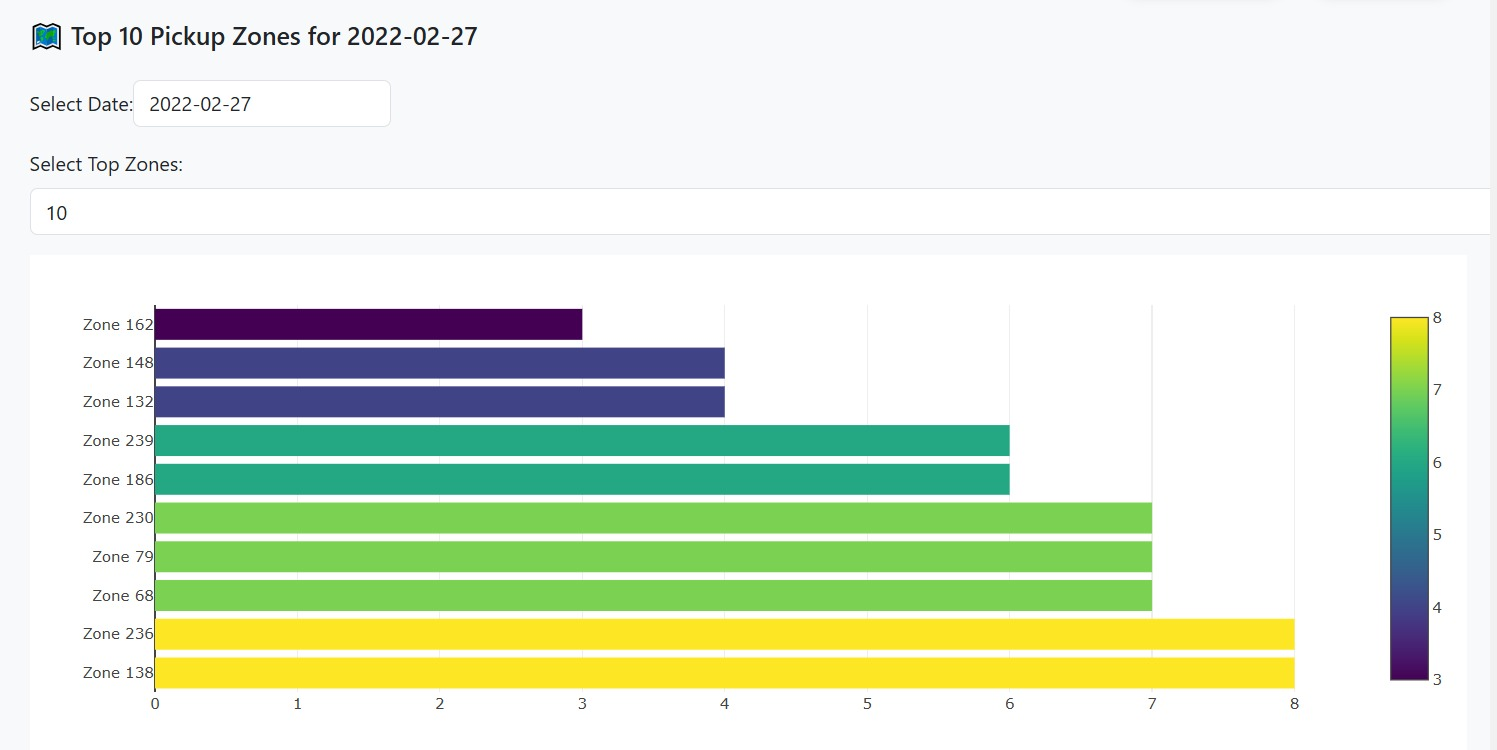 Top 10 Pickup Zones for 2022-02-27
Select Date: 2022-02-27
Select Top Zones:
10
Zone 162
Zone 148
Zone 132
Zone 239
Zone 186
Zone 230
Zone 79
Zone 68
Zone 236
Zone 138
0 1 2 3 4 5 6 7 8
8
7
6
5
4
3